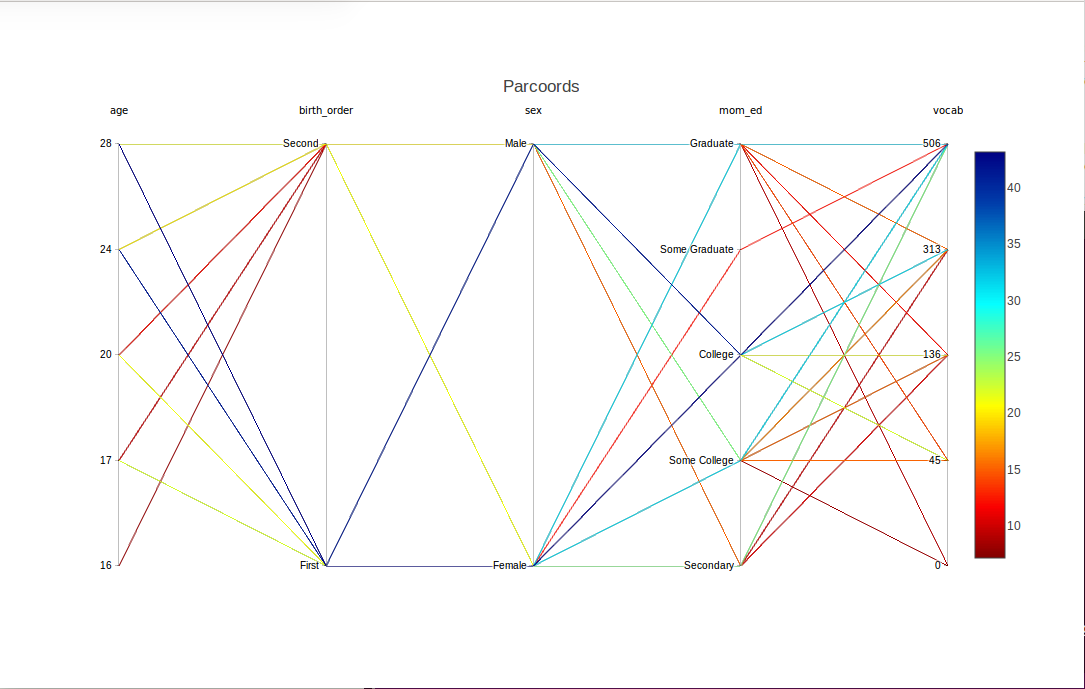 Parcoords
age birth_order sex mom_ed vocab
28 Second Male Graduate 506
24 Some Graduate 313
20 College 136
17 Some College 45
16 First Female Secondary 0
40
35
30
25
20
15
10